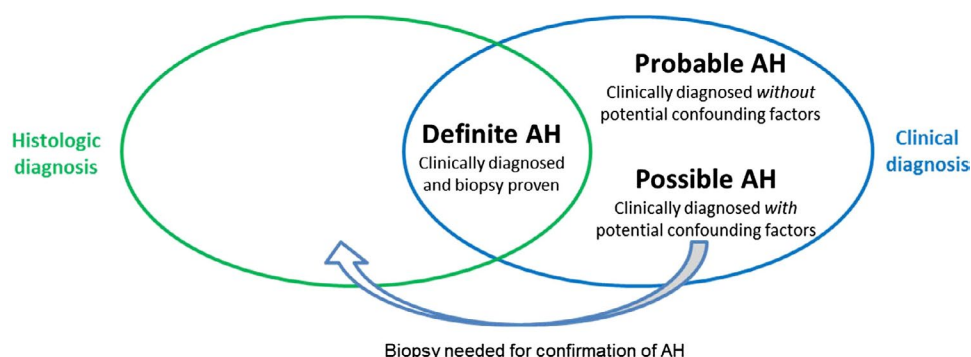 Histologic
diagnosis
Definite AH
Clinically diagnosed
and biopsy proven
Probable AH
Clinically diagnosed without
potential confounding factors
Possible AH
Clinically diagnosed with
potential confounding factors
Clinical
diagnosis
Biopsy needed for confirmation of AH